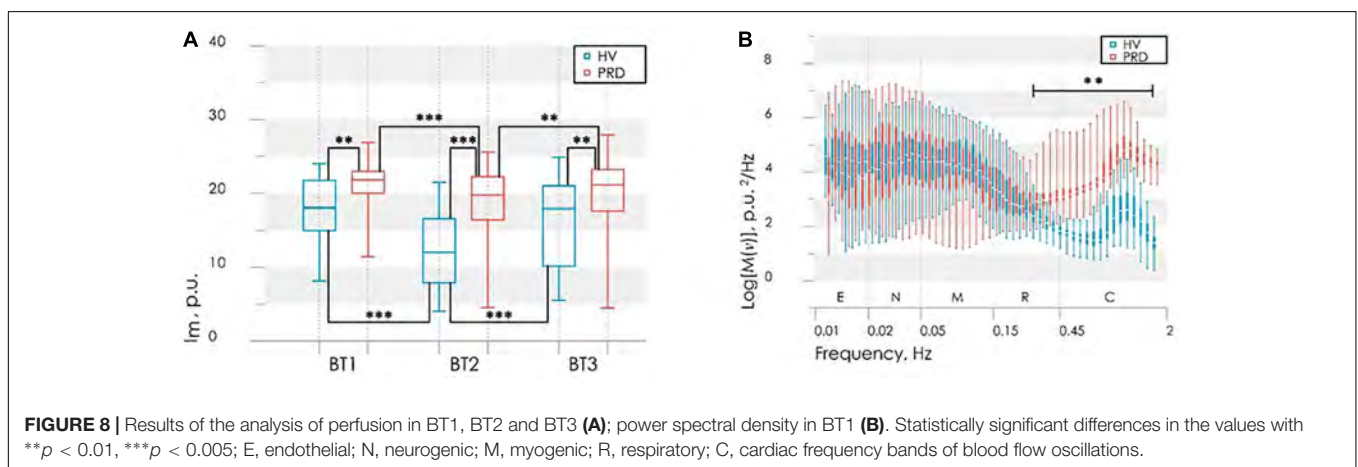 A
40
30
20
10
0
Im, p.u.
HV
PRD
**
***
***
**
**
***
***
BT1 BT2 BT3
B
8
6
4
2
0
Log[M(ν)], p.u.²/Hz
HV
PRD
**
E N M R C
0.01 0.02 0.05 0.15 0.45 2
Frequency, Hz
FIGURE 8 | Results of the analysis of perfusion in BT1, BT2 and BT3 (A); power spectral density in BT1 (B). Statistically significant differences in the values with
**p < 0.01, ***p < 0.005; E, endothelial; N, neurogenic; M, myogenic; R, respiratory; C, cardiac frequency bands of blood flow oscillations.